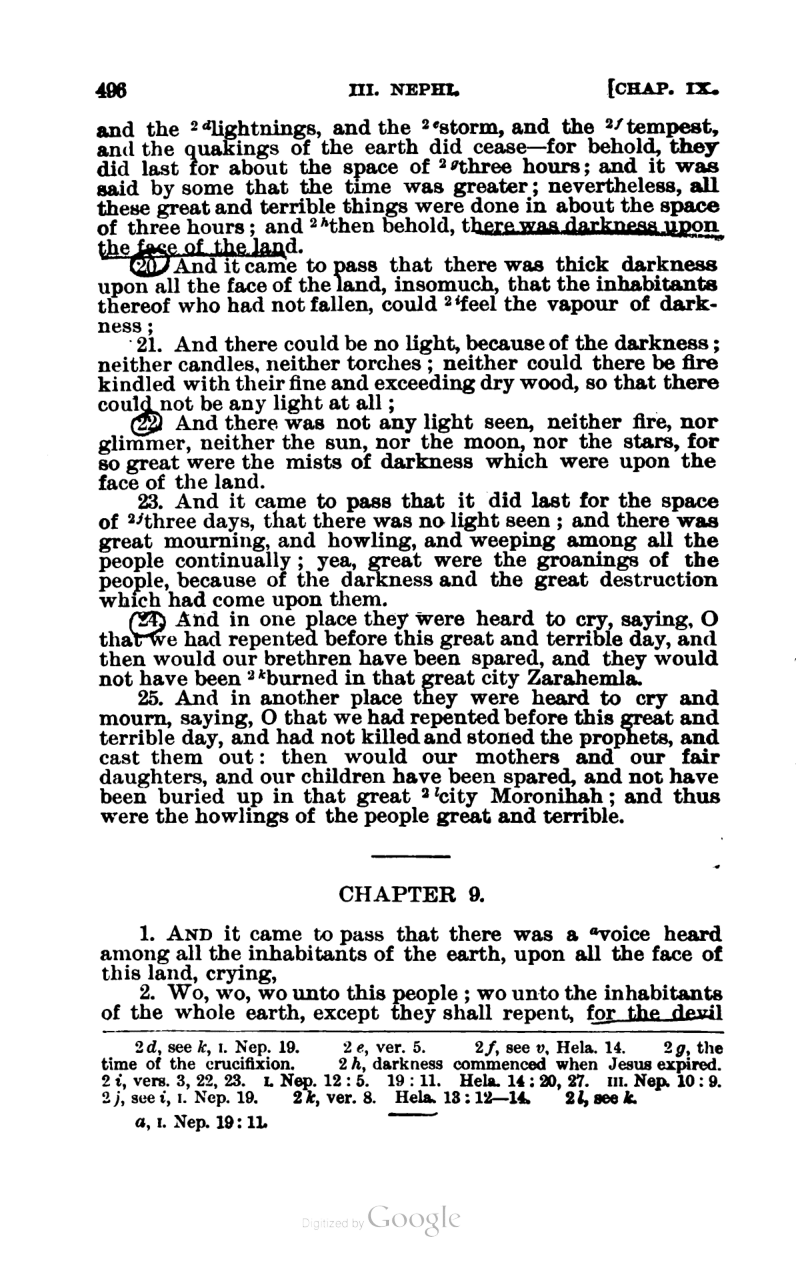 496 III. NEPHI. [CHAP. IX.
and the 2d lightnings, and the 2e storm, and the 2f tempest,
and the quakings of the earth did cease—for behold, they
did last for about the space of 2g three hours; and it was
said by some that the time was greater; nevertheless, all
these great and terrible things were done in about the space
of three hours; and 2h then behold, there was darkness upon
the face of the land.
20 And it came to pass that there was thick darkness
upon all the face of the land, insomuch, that the inhabitants
thereof who had not fallen, could 2i feel the vapour of dark-
ness;
21. And there could be no light, because of the darkness;
neither candles, neither torches; neither could there be fire
kindled with their fine and exceeding dry wood, so that there
could not be any light at all;
22 And there was not any light seen, neither fire, nor
glimmer, neither the sun, nor the moon, nor the stars, for
so great were the mists of darkness which were upon the
face of the land.
23. And it came to pass that it did last for the space
of 2j three days, that there was no light seen; and there was
great mourning, and howling, and weeping among all the
people continually; yea, great were the groanings of the
people, because of the darkness and the great destruction
which had come upon them.
24 And in one place they were heard to cry, saying, O
that we had repented before this great and terrible day, and
then would our brethren have been spared, and they would
not have been 2k burned in that great city Zarahemla.
25. And in another place they were heard to cry and
mourn, saying, O that we had repented before this great and
terrible day, and had not killed and stoned the prophets, and
cast them out: then would our mothers and our fair
daughters, and our children have been spared, and not have
been buried up in that great 2l city Moronihah; and thus
were the howlings of the people great and terrible.
CHAPTER 9.
1. AND it came to pass that there was a a voice heard
among all the inhabitants of the earth, upon all the face of
this land, crying,
2. Wo, wo, wo unto this people; wo unto the inhabitants
of the whole earth, except they shall repent, for the devil
2d, see k, I. Nep. 19. 2e, ver. 5. 2f, see v, Hela. 14. 2g, the
time of the crucifixion. 2h, darkness commenced when Jesus expired.
2i, vers. 3, 22, 23. I. Nep. 12:5. 19:11. Hela. 14:20, 27. III. Nep. 10:9.
2j, see i, I. Nep. 19. 2k, ver. 8. Hela. 13:12—14. 2l, see k.
a, I. Nep. 19:11.
Digitized by Google